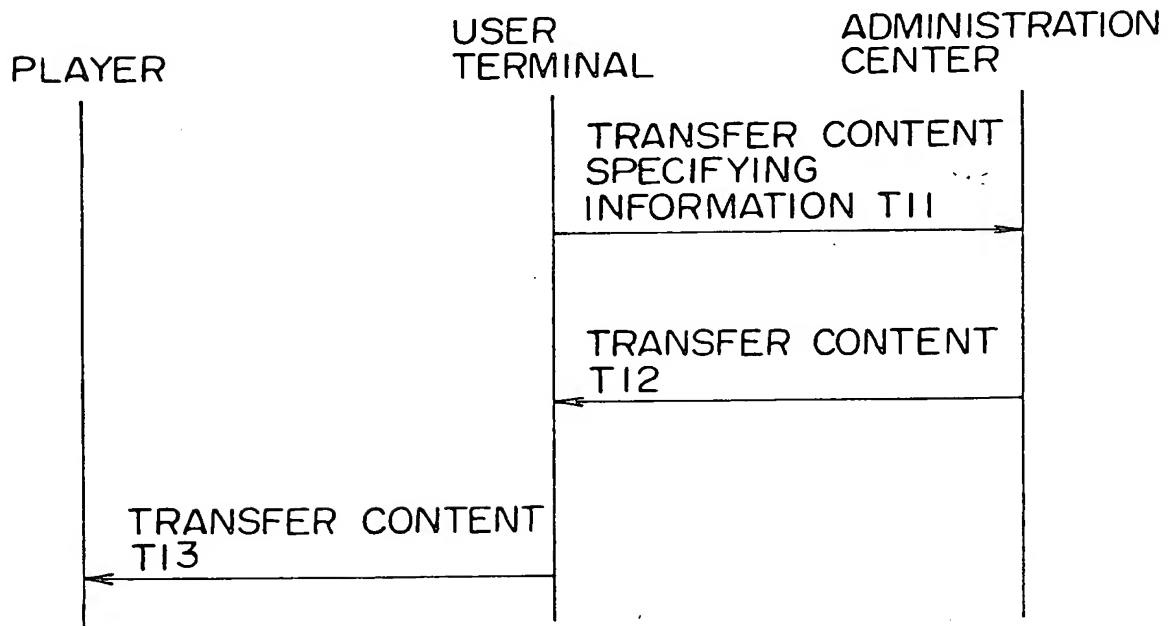 PLAYER
USER
TERMINAL
ADMINISTRATION
CENTER
TRANSFER CONTENT
SPECIFYING
INFORMATION T11
TRANSFER CONTENT
T12
TRANSFER CONTENT
T13